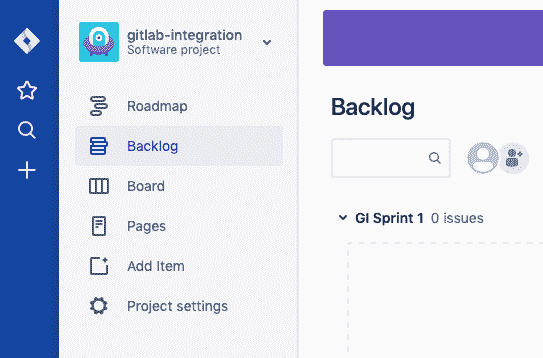 gitlab-integration
Software project
Roadmap
Backlog
Board
Pages
Add Item
Project settings
Backlog
GI Sprint 1 0 issues